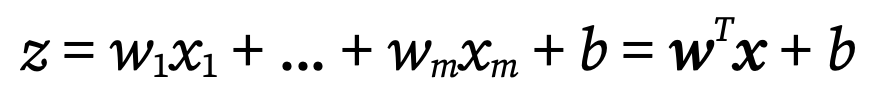 z = w₁x₁ + ... + wₘxₘ + b = wᵀx + b